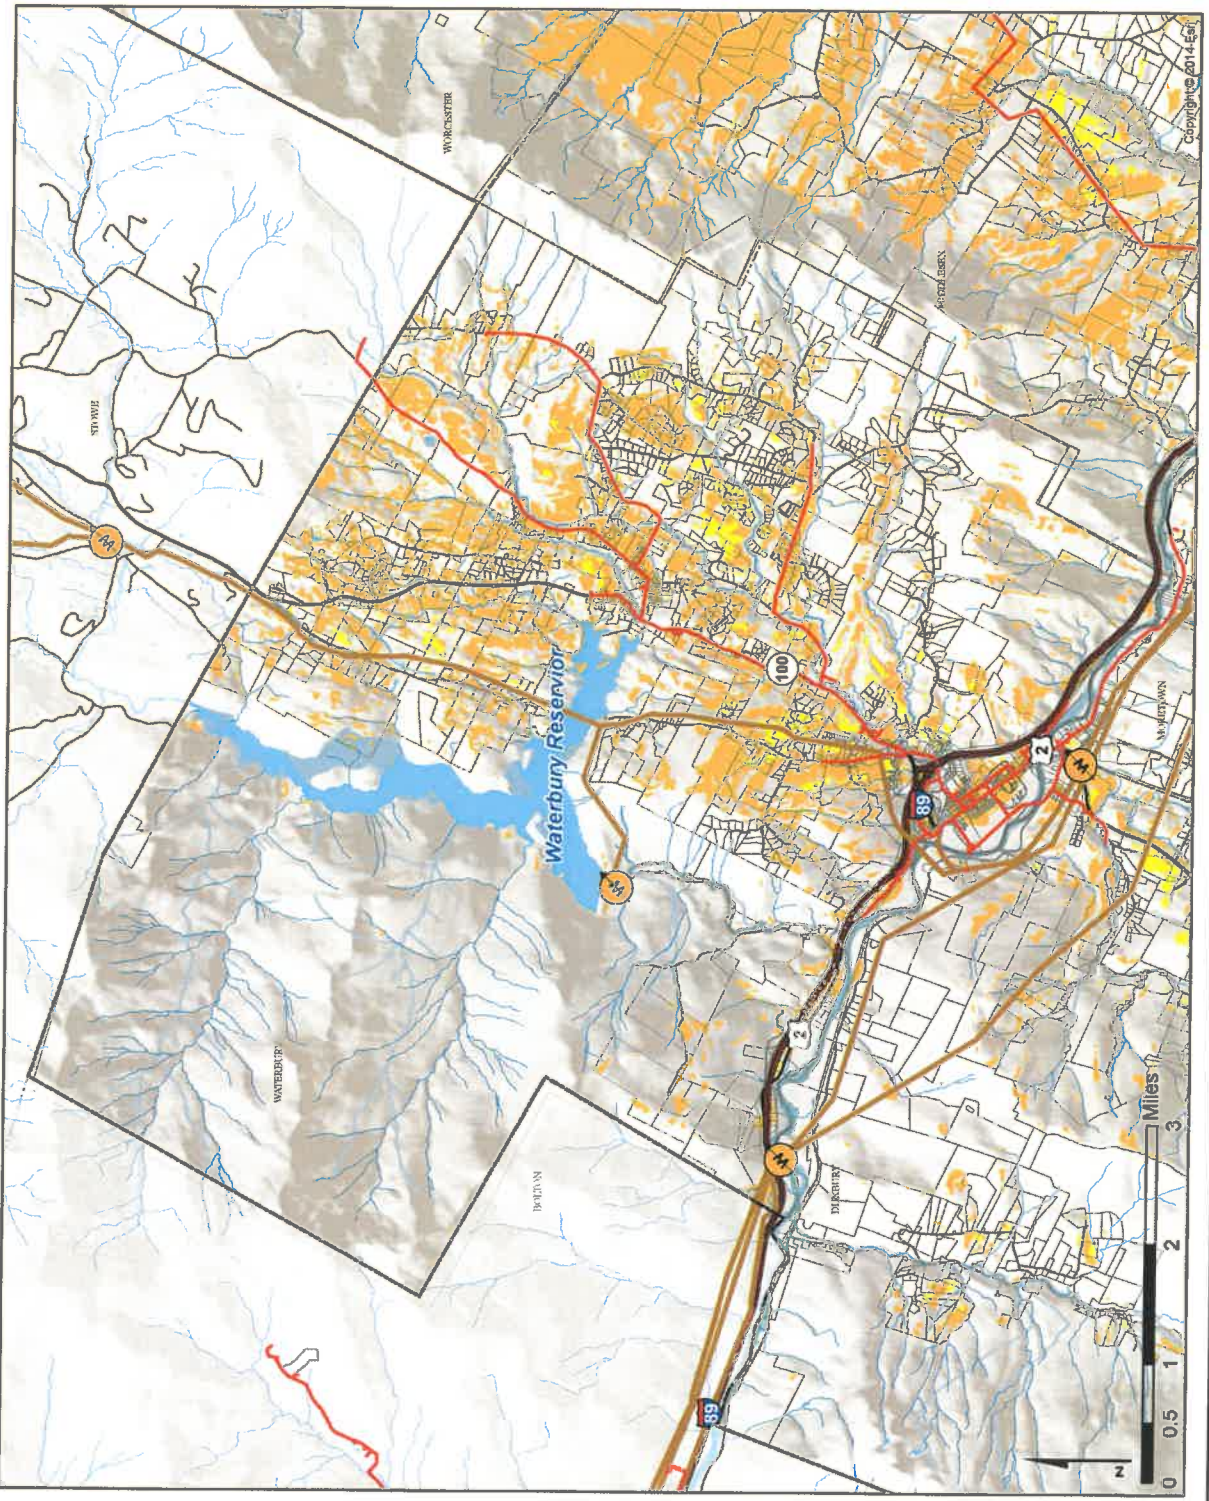 WORCESTER
STOWE
Waterbury Reservior
100
WATERBURY
BOLTON
MIDDLESEX
2
89
2
MORETOWN
DUXBURY
89
N
0 0.5 1 2 3 Miles
Copyright © 2014 Esri